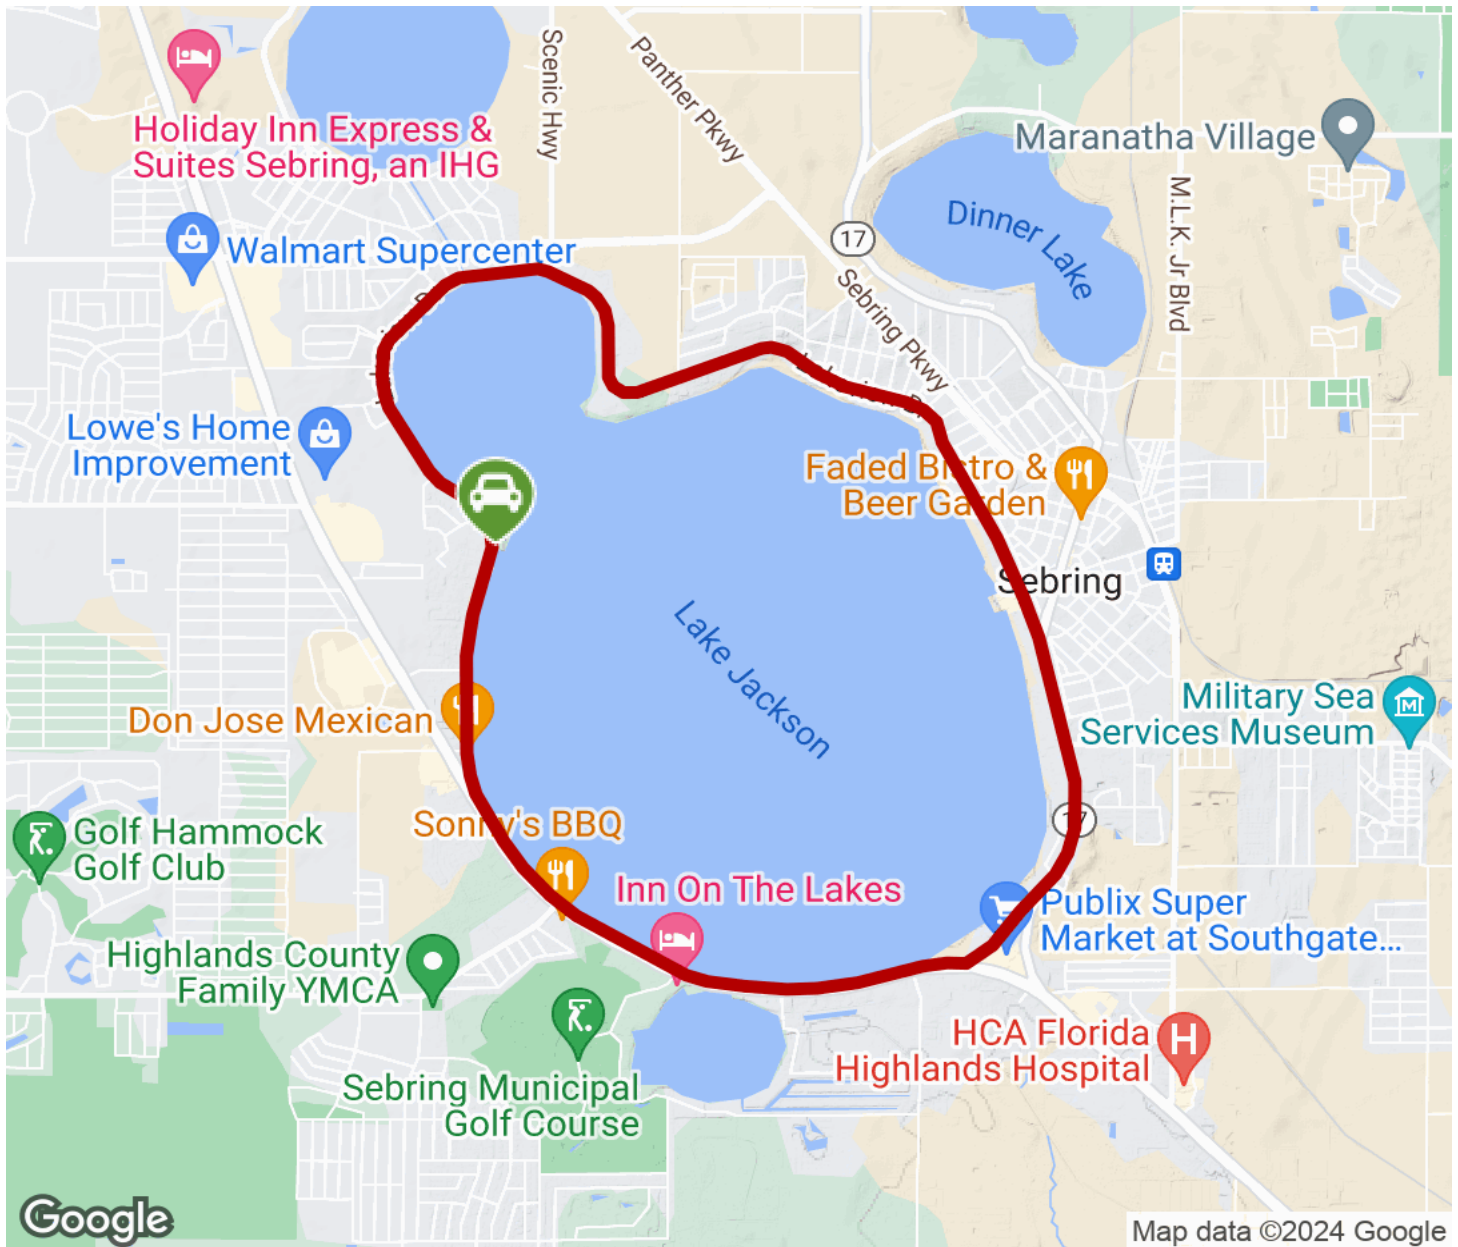 Scenic Hwy
Panther Pkwy
Holiday Inn Express &
Suites Sebring, an IHG
Maranatha Village
M.L.K. Jr Blvd
Dinner Lake
17
Walmart Supercenter
Sebring Pkwy
Lowe's Home
Improvement
Faded Bistro &
Beer Garden
Sebring
Lake Jackson
Don Jose Mexican
Military Sea
Services Museum
17
Sonny's BBQ
Golf Hammock
Golf Club
Inn On The Lakes
Publix Super
Market at Southgate...
Highlands County
Family YMCA
HCA Florida
Highlands Hospital
H
Sebring Municipal
Golf Course
Google
Map data ©2024 Google